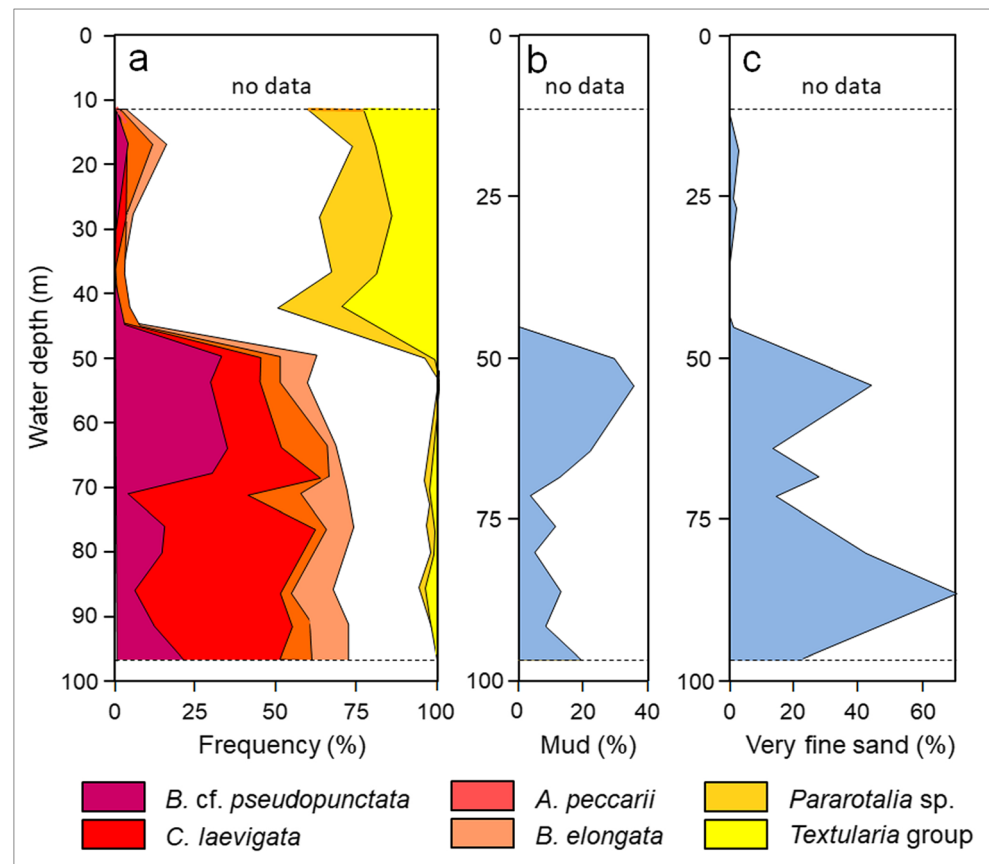 a
no data
0
10
20
30
40
50
60
70
80
90
100
Water depth (m)
0 25 50 75 100
Frequency (%)
b
no data
0
25
50
75
100
0 20 40
Mud (%)
c
no data
0
25
50
75
100
0 20 40 60
Very fine sand (%)
B. cf. pseudopunctata
C. laevigata
A. peccarii
B. elongata
Pararotalia sp.
Textularia group